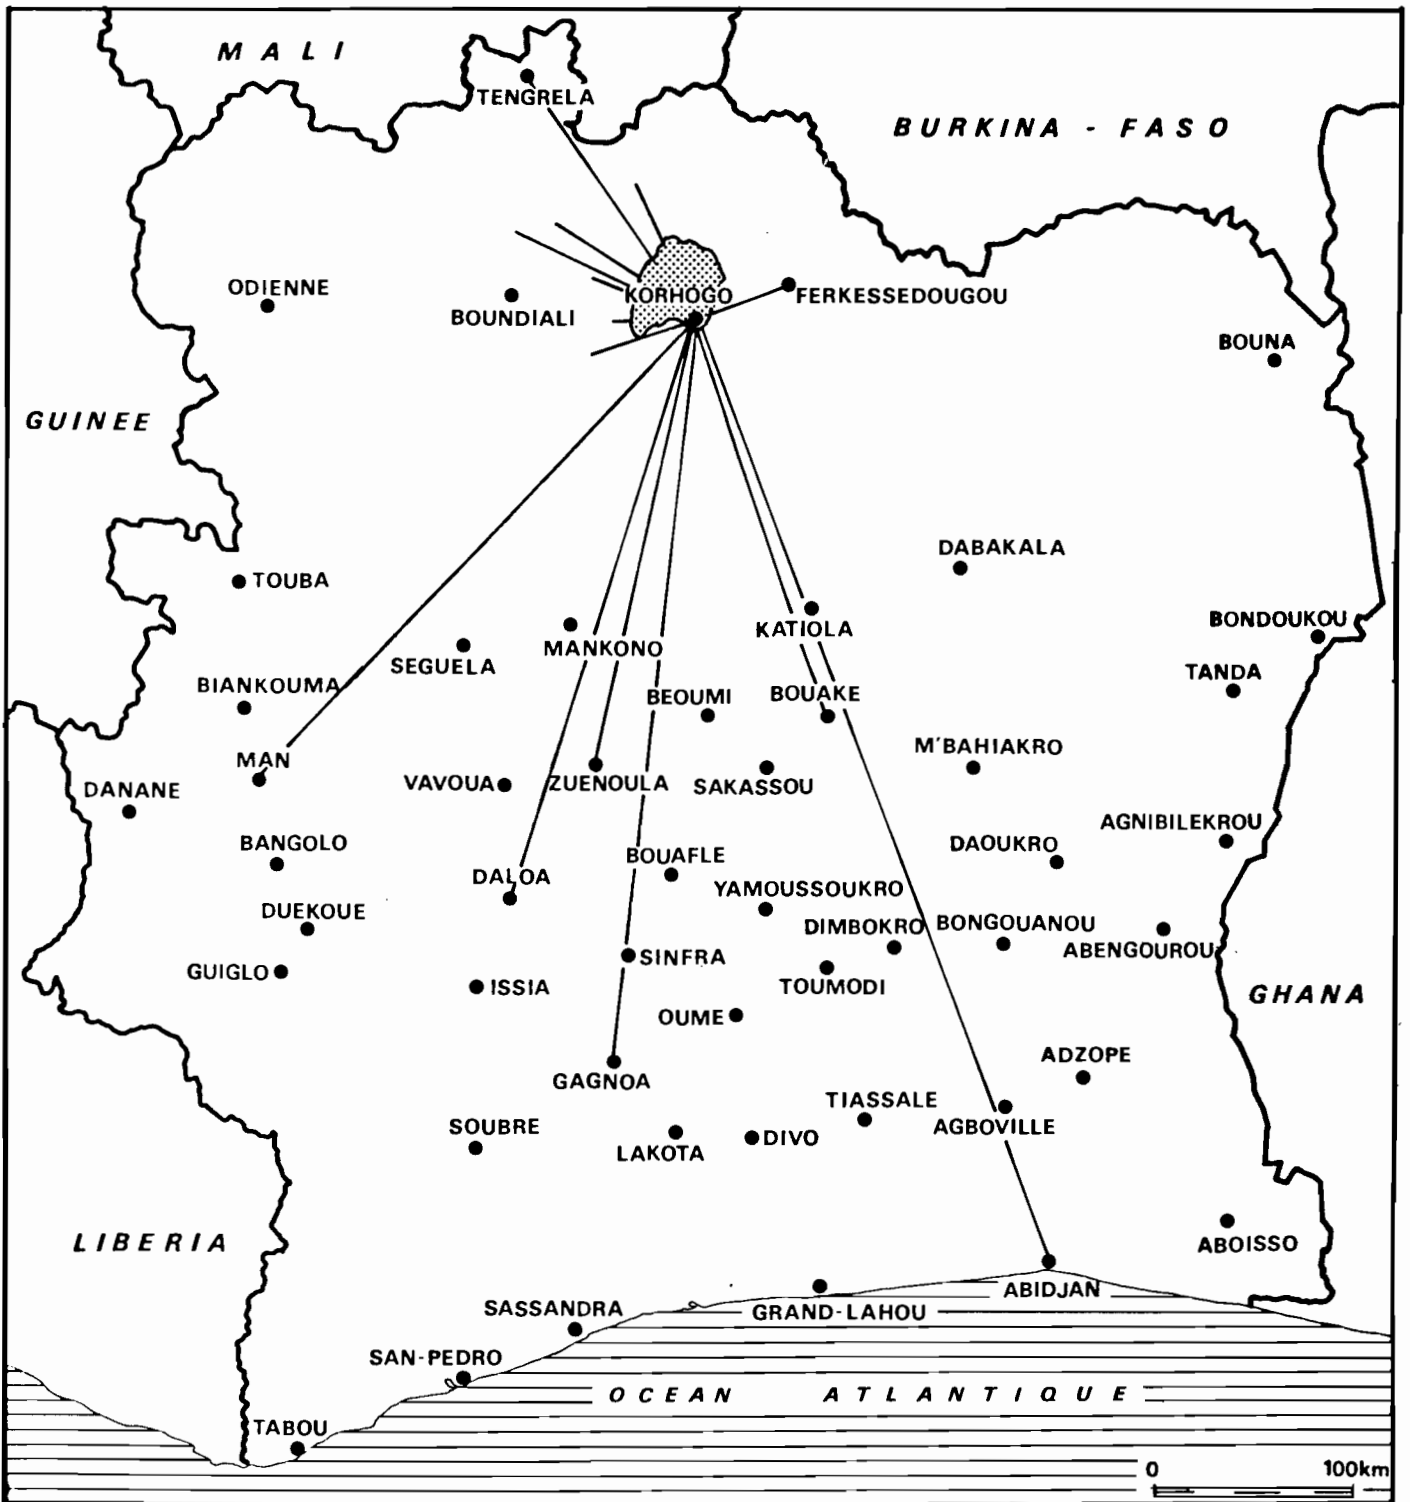 MALI
TENGRELA
BURKINA - FASO
ODIENNE
BOUNDIALI
KORHOGO
FERKESSEDOUGOU
BOUNA
GUINEE
DABAKALA
TOUBA
KATIOLA
BONDOUKOU
MANKONO
SEGUELA
TANDA
BIANKOUMA
BEOUMI
BOUAKE
M'BAHIAKRO
MAN
VAVOUA
ZUENOULA
SAKASSOU
DANANE
AGNIBILEKROU
BANGOLO
DAOUKRO
BOUAFLE
DALOA
YAMOUSSOUKRO
DUEKOUE
DIMBOKRO
BONGOUANOU
ABENGOUROU
SINFRA
GUIGLO
ISSIA
TOUMODI
GHANA
OUME
ADZOPE
GAGNOA
TIASSALE
SOUBRE
AGBOVILLE
DIVO
LAKOTA
LIBERIA
ABOISSO
ABIDJAN
SASSANDRA
GRAND-LAHOU
SAN-PEDRO
OCEAN ATLANTIQUE
TABOU
0 100km